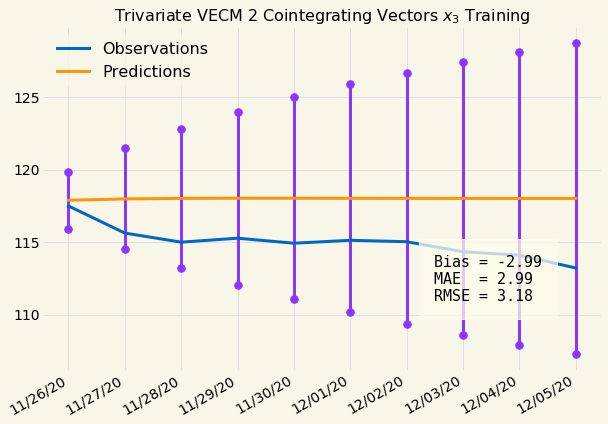 Trivariate VECM 2 Cointegrating Vectors x₃ Training
Observations
Predictions
125
120
115
110
Bias = -2.99
MAE  = 2.99
RMSE = 3.18
11/26/20
11/27/20
11/28/20
11/29/20
11/30/20
12/01/20
12/02/20
12/03/20
12/04/20
12/05/20